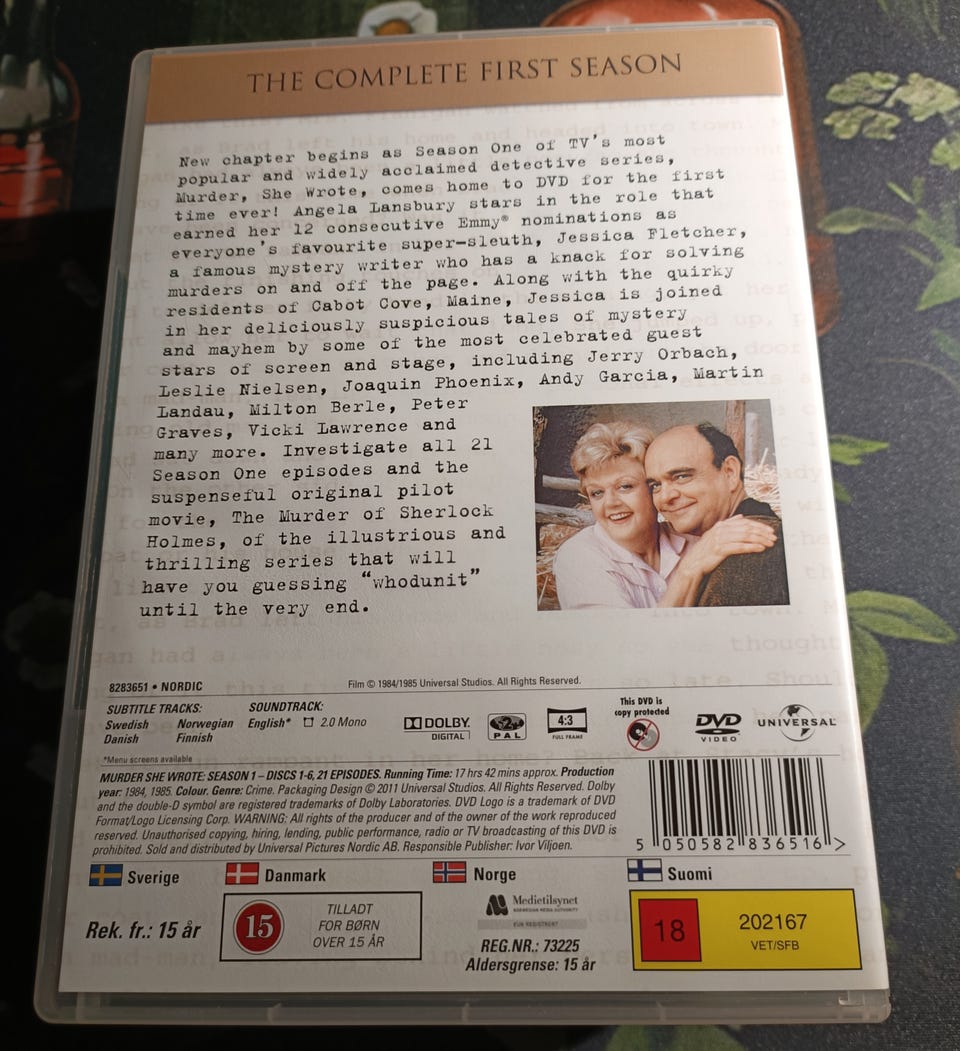 THE COMPLETE FIRST SEASON
New chapter begins as Season One of TV's most
popular and widely acclaimed detective series,
Murder, She Wrote, comes home to DVD for the first
time ever! Angela Lansbury stars in the role that
earned her 12 consecutive Emmy® nominations as
everyone's favourite super-sleuth, Jessica Fletcher,
a famous mystery writer who has a knack for solving
murders on and off the page. Along with the quirky
residents of Cabot Cove, Maine, Jessica is joined
in her deliciously suspicious tales of mystery
and mayhem by some of the most celebrated guest
stars of screen and stage, including Jerry Orbach,
Leslie Nielsen, Joaquin Phoenix, Andy Garcia, Martin
Landau, Milton Berle, Peter
Graves, Vicki Lawrence and
many more. Investigate all 21
Season One episodes and the
suspenseful original pilot
movie, The Murder of Sherlock
Holmes, of the illustrious and
thrilling series that will
have you guessing "whodunit"
until the very end.
8283651 • NORDIC
Film © 1984/1985 Universal Studios. All Rights Reserved.
SUBTITLE TRACKS:
Swedish Norwegian
Danish Finnish
SOUNDTRACK:
English* 2.0 Mono
DOLBY
DIGITAL
2
PAL
4:3
FULL FRAME
This DVD is
copy protected
DVD
VIDEO
UNIVERSAL
*Menu screens available
MURDER SHE WROTE: SEASON 1 – DISCS 1-6, 21 EPISODES. Running Time: 17 hrs 42 mins approx. Production
year: 1984, 1985. Colour. Genre: Crime. Packaging Design © 2011 Universal Studios. All Rights Reserved. Dolby
and the double-D symbol are registered trademarks of Dolby Laboratories. DVD Logo is a trademark of DVD
Format/Logo Licensing Corp. WARNING: All rights of the producer and of the owner of the work reproduced
reserved. Unauthorised copying, hiring, lending, public performance, radio or TV broadcasting of this DVD is
prohibited. Sold and distributed by Universal Pictures Nordic AB. Responsible Publisher: Ivor Viljoen.
5 050582 836516 >
Sverige
Rek. fr.: 15 år
Danmark
15
TILLADT
FOR BØRN
OVER 15 ÅR
Norge
Medietilsynet
NORWEGIAN MEDIA AUTHORITY
REG.NR.: 73225
Aldersgrense: 15 år
Suomi
18
202167
VET/SFB